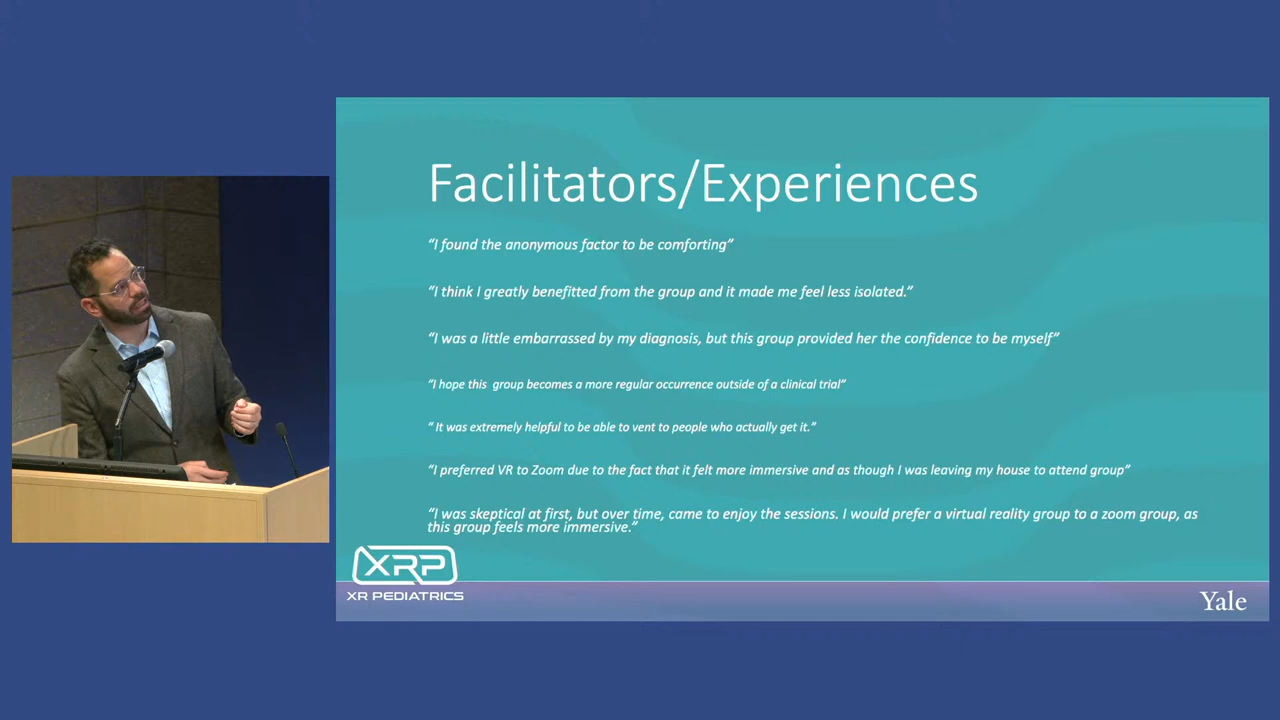 Facilitators/Experiences
“I found the anonymous factor to be comforting”
“I think I greatly benefitted from the group and it made me feel less isolated.”
“I was a little embarrassed by my diagnosis, but this group provided her the confidence to be myself”
“I hope this  group becomes a more regular occurrence outside of a clinical trial”
“ It was extremely helpful to be able to vent to people who actually get it.”
“I preferred VR to Zoom due to the fact that it felt more immersive and as though I was leaving my house to attend group”
“I was skeptical at first, but over time, came to enjoy the sessions. I would prefer a virtual reality group to a zoom group, as
this group feels more immersive.”
XRP
XR PEDIATRICS
Yale